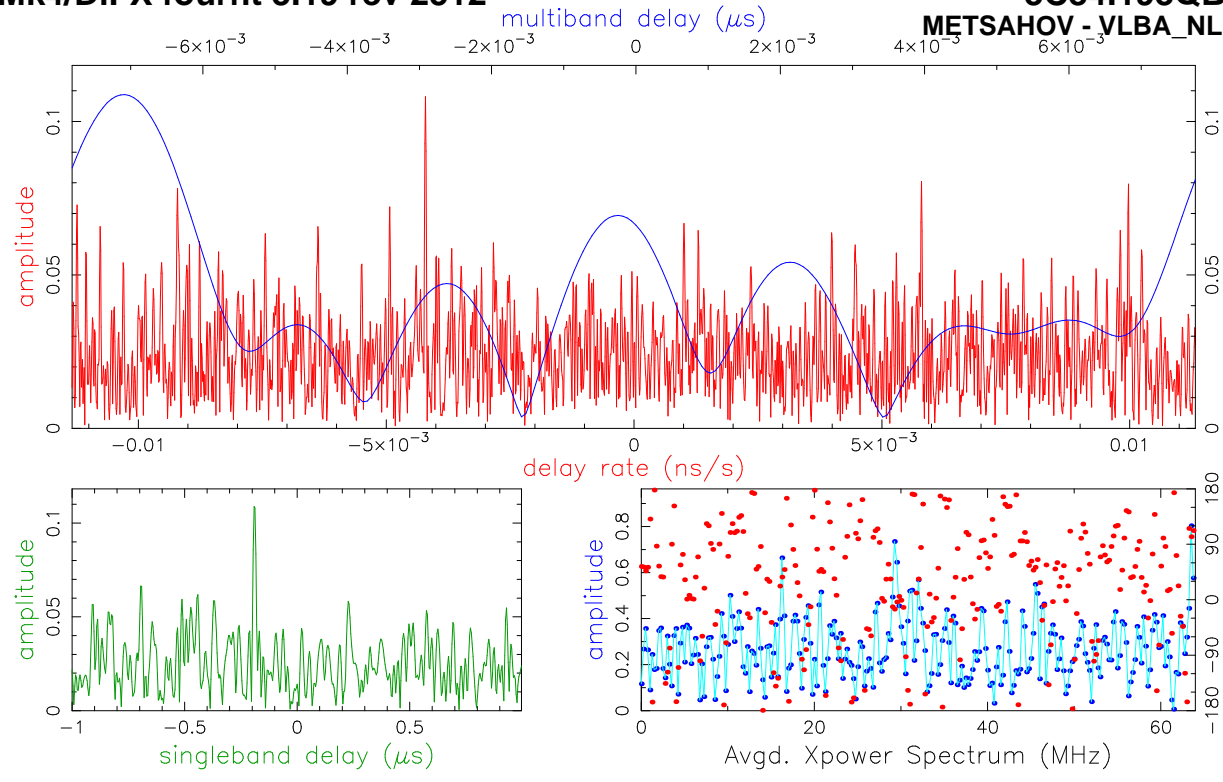 multiband delay (μs)
METSAHOV - VLBA_NL
−6×10⁻³ −4×10⁻³ −2×10⁻³ 0 2×10⁻³ 4×10⁻³ 6×10⁻³
amplitude
0.1 0.05 0
0.1 0.05 0
−0.01 −5×10⁻³ 0 5×10⁻³ 0.01
delay rate (ns/s)
amplitude
0.1 0.05 0
−1 −0.5 0 0.5
singleband delay (μs)
amplitude
0.8 0.6 0.4 0.2 0
180 90 0 −90 −180
0 20 40 60
Avgd. Xpower Spectrum (MHz)